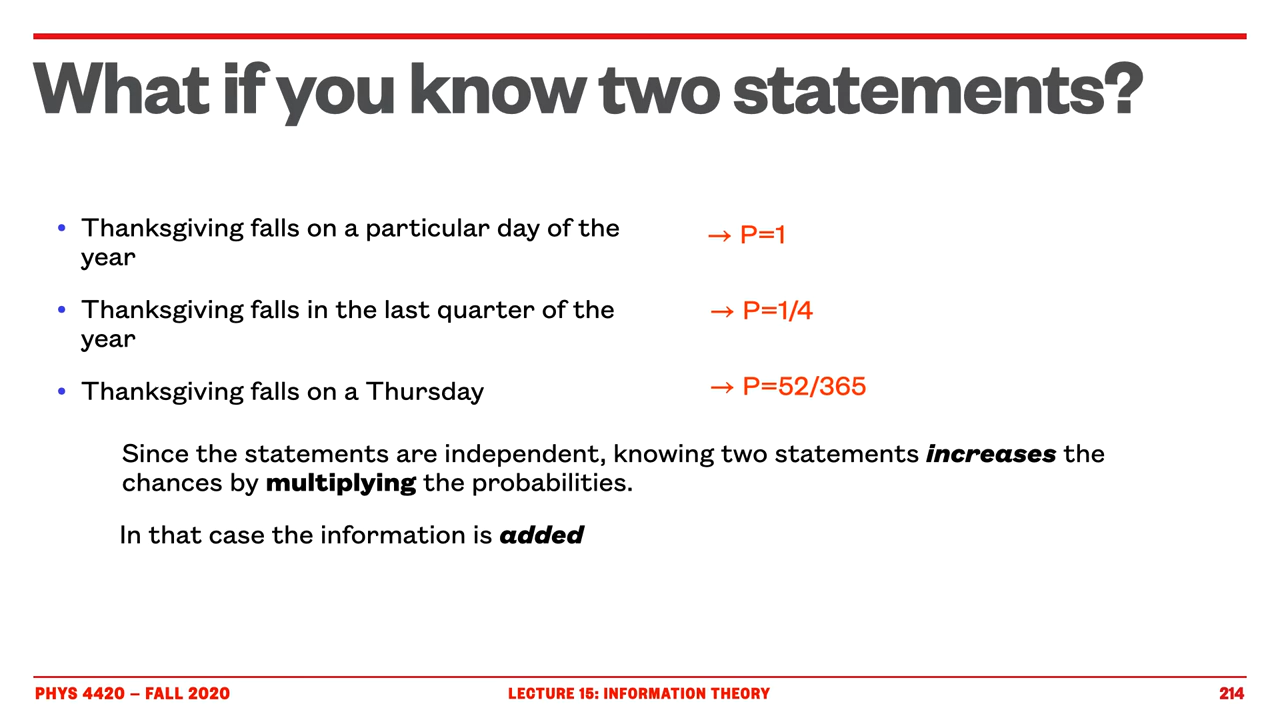 What if you know two statements?
• Thanksgiving falls on a particular day of the
year
→ P=1
• Thanksgiving falls in the last quarter of the
year
→ P=1/4
• Thanksgiving falls on a Thursday
→ P=52/365
Since the statements are independent, knowing two statements increases the
chances by multiplying the probabilities.
In that case the information is added
PHYS 4420 – FALL 2020
LECTURE 15: INFORMATION THEORY
214